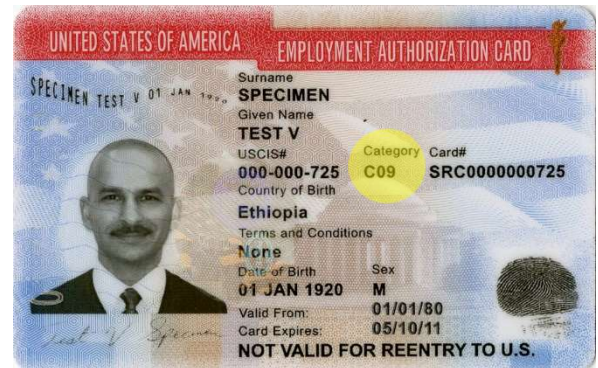 UNITED STATES OF AMERICA
EMPLOYMENT AUTHORIZATION CARD
SPECIMEN TEST V 01 JAN
Surname
SPECIMEN
Given Name
TEST V
USCIS# Category Card#
000-000-725 C09 SRC0000000725
Country of Birth
Ethiopia
Terms and Conditions
None
Date of Birth Sex
01 JAN 1920 M
Valid From: 01/01/80
Card Expires: 05/10/11
NOT VALID FOR REENTRY TO U.S.
Test V Specimen